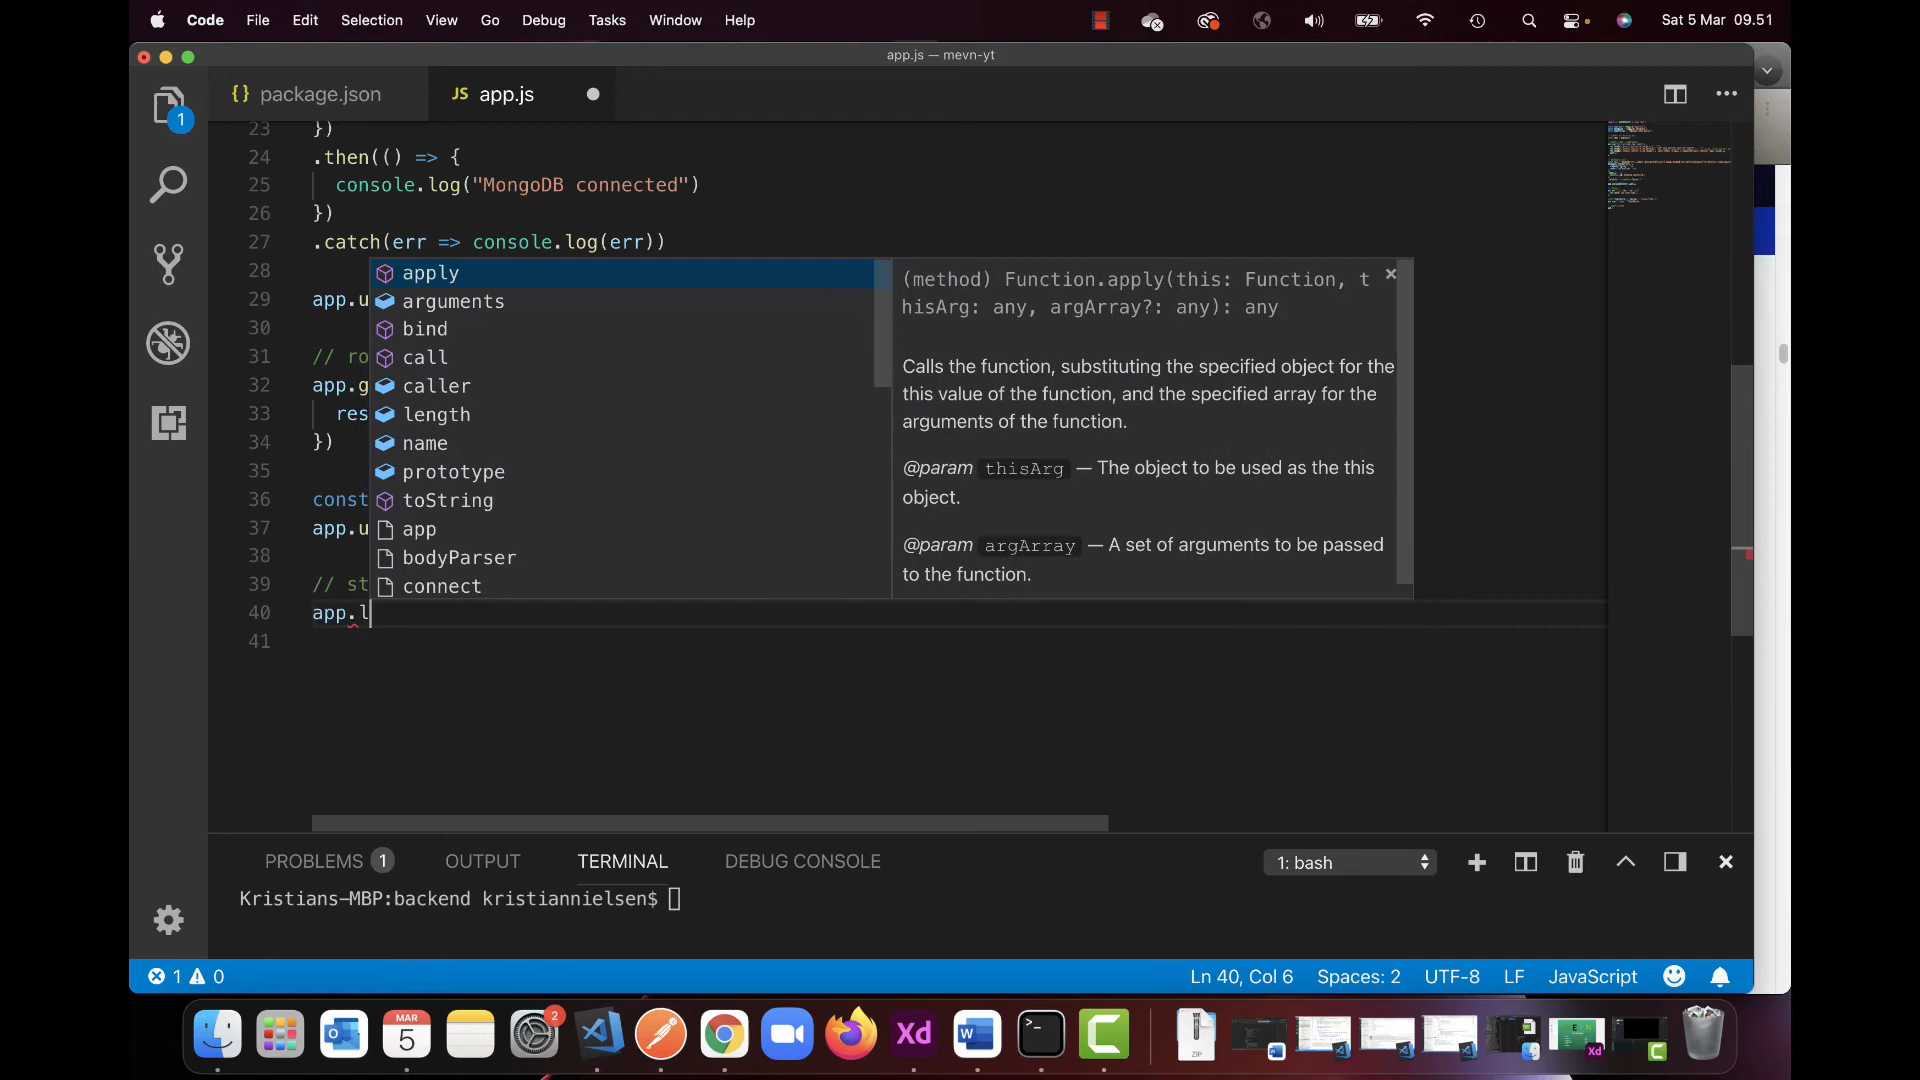 Code File Edit Selection View Go Debug Tasks Window Help Sat 5 Mar 09.51
app.js — mevn-yt
{} package.json JS app.js
1
23 })
24 .then(() => {
25 console.log("MongoDB connected")
26 })
27 .catch(err => console.log(err))
28
29 app.u
30
31 // ro
32 app.g
33 res
34 })
35
36 const
37 app.u
38
39 // st
40 app.l
41
apply
arguments
bind
call
caller
length
name
prototype
toString
app
bodyParser
connect
(method) Function.apply(this: Function, t
hisArg: any, argArray?: any): any
Calls the function, substituting the specified object for the
this value of the function, and the specified array for the
arguments of the function.
@param thisArg — The object to be used as the this
object.
@param argArray — A set of arguments to be passed
to the function.
PROBLEMS 1 OUTPUT TERMINAL DEBUG CONSOLE 1: bash
Kristians-MBP:backend kristiannielsen$
1 0 Ln 40, Col 6 Spaces: 2 UTF-8 LF JavaScript
MAR
5
2
Xd
W
ZIP